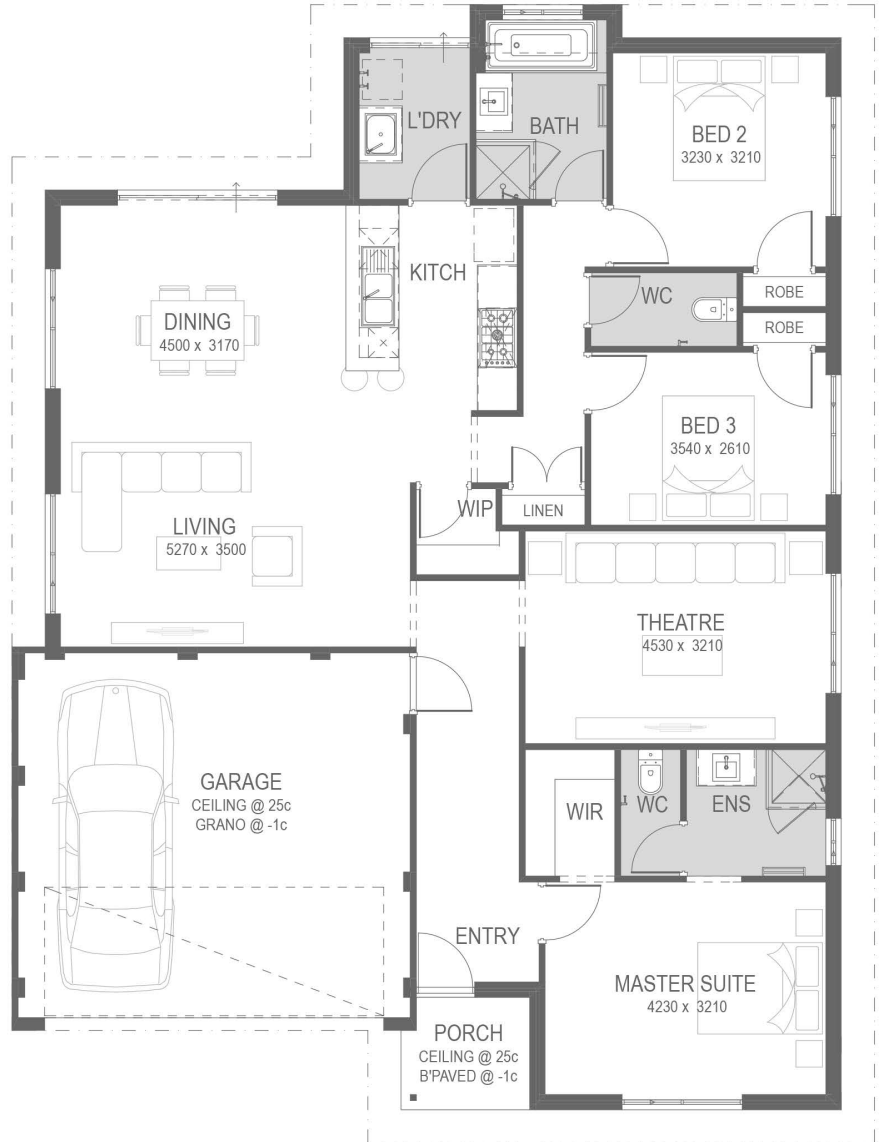 L'DRY
BATH
BED 2
3230 x 3210
KITCH
WC
ROBE
ROBE
DINING
4500 x 3170
BED 3
3540 x 2610
WIP
LINEN
LIVING
5270 x 3500
THEATRE
4530 x 3210
GARAGE
CEILING @ 25c
GRANO @ -1c
WIR
WC
ENS
ENTRY
MASTER SUITE
4230 x 3210
PORCH
CEILING @ 25c
B'PAVED @ -1c